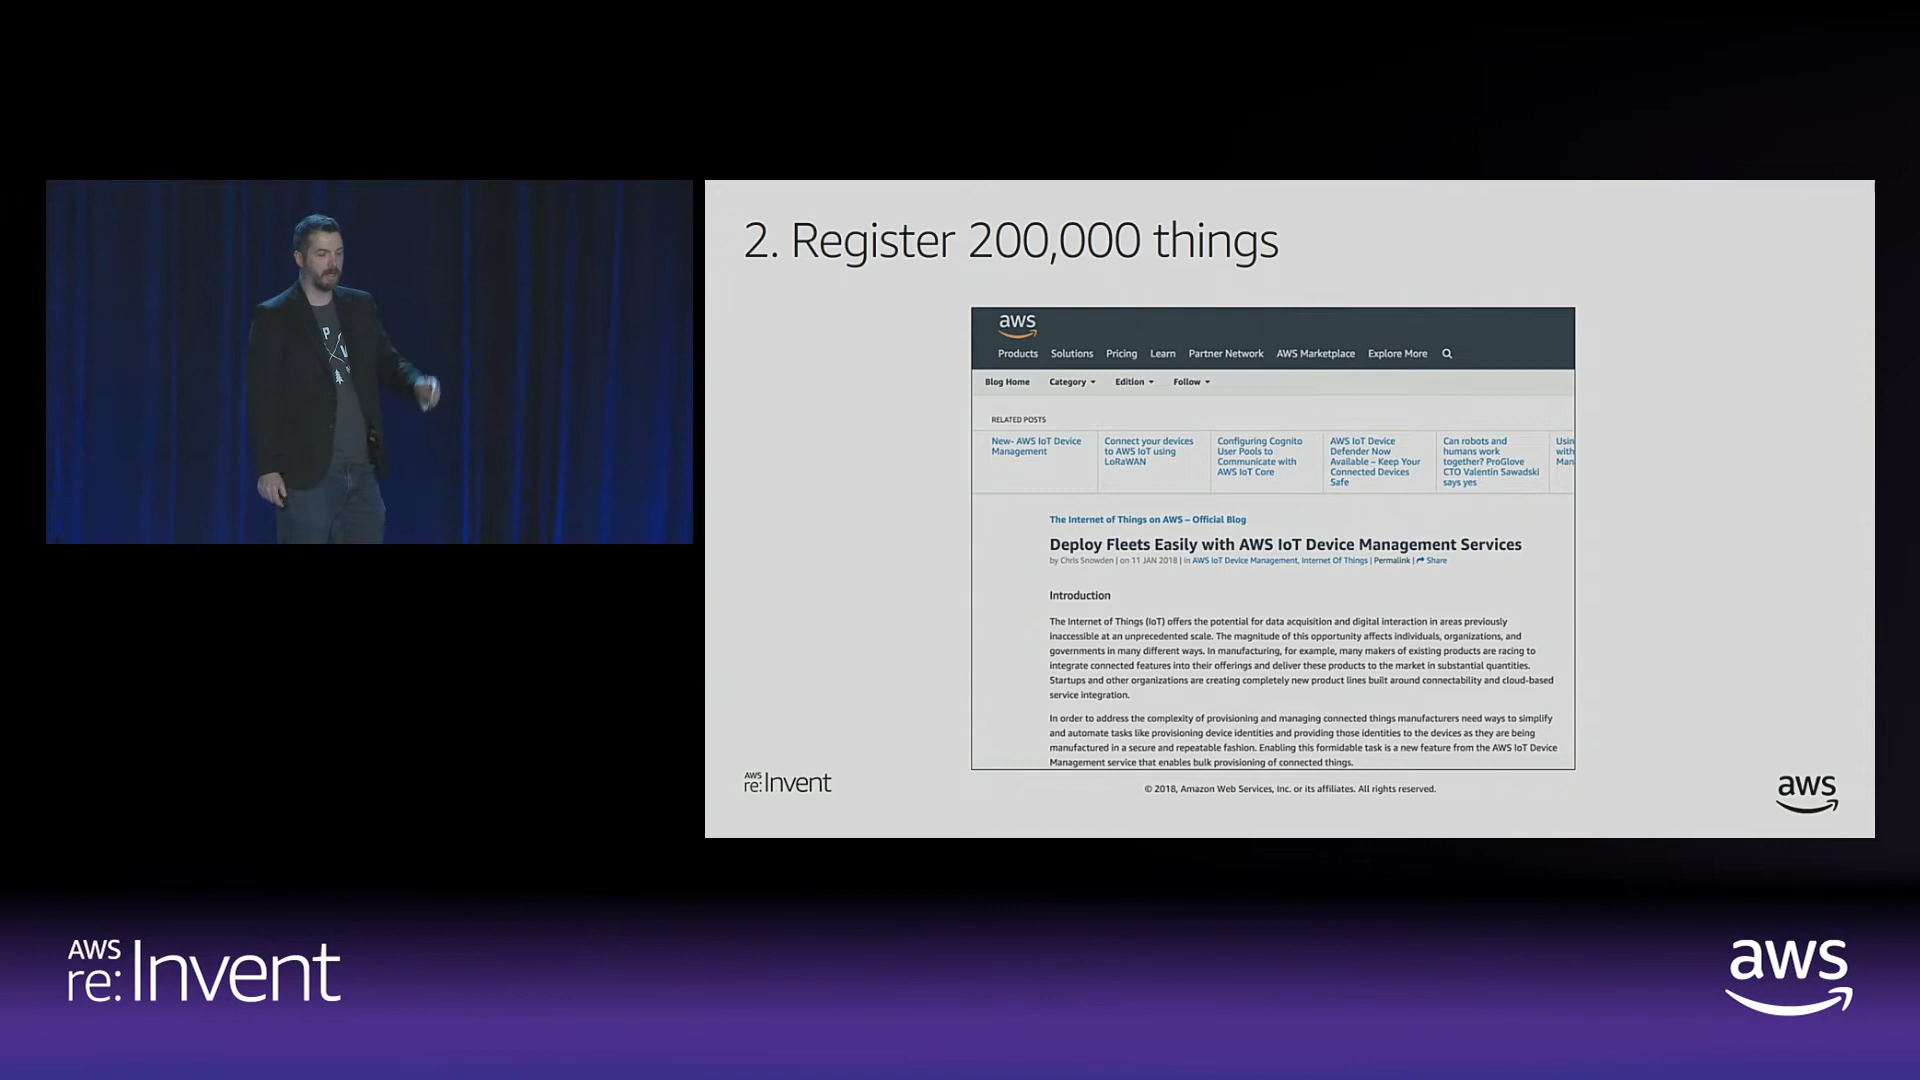 2. Register 200,000 things
aws
Products Solutions Pricing Learn Partner Network AWS Marketplace Explore More
Blog Home Category Edition Follow
RELATED POSTS
New- AWS IoT Device
Management
Connect your devices
to AWS IoT using
LoRaWAN
Configuring Cognito
User Pools to
Communicate with
AWS IoT Core
AWS IoT Device
Defender Now
Available – Keep Your
Connected Devices
Safe
Can robots and
humans work
together? ProGlove
CTO Valentin Sawadski
says yes
Usin
with
Man
The Internet of Things on AWS – Official Blog
Deploy Fleets Easily with AWS IoT Device Management Services
by Chris Snowden | on 11 JAN 2018 | in AWS IoT Device Management, Internet Of Things | Permalink | Share
Introduction
The Internet of Things (IoT) offers the potential for data acquisition and digital interaction in areas previously
inaccessible at an unprecedented scale. The magnitude of this opportunity affects individuals, organizations, and
governments in many different ways. In manufacturing, for example, many makers of existing products are racing to
integrate connected features into their offerings and deliver these products to the market in substantial quantities.
Startups and other organizations are creating completely new product lines built around connectability and cloud-based
service integration.
In order to address the complexity of provisioning and managing connected things manufacturers need ways to simplify
and automate tasks like provisioning device identities and providing those identities to the devices as they are being
manufactured in a secure and repeatable fashion. Enabling this formidable task is a new feature from the AWS IoT Device
Management service that enables bulk provisioning of connected things.
AWS
re:Invent
© 2018, Amazon Web Services, Inc. or its affiliates. All rights reserved.
aws
AWS
re:Invent
aws